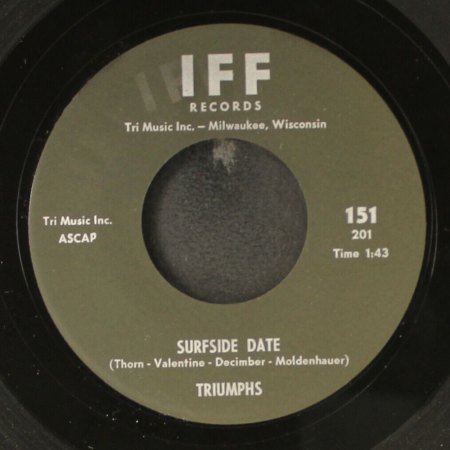 IFF
RECORDS
Tri Music Inc. – Milwaukee, Wisconsin
Tri Music Inc.
ASCAP
151
201
Time 1:43
SURFSIDE DATE
(Thorn - Valentine - Decimber - Moldenhauer)
TRIUMPHS